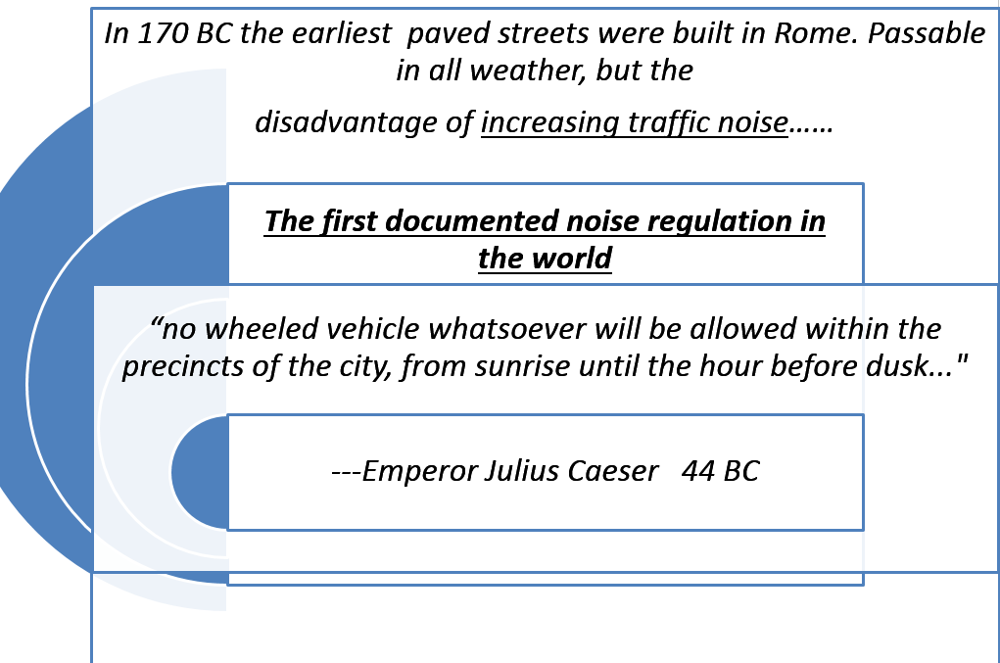 In 170 BC the earliest  paved streets were built in Rome. Passable
in all weather, but the
disadvantage of increasing traffic noise……
The first documented noise regulation in
the world
“no wheeled vehicle whatsoever will be allowed within the
precincts of the city, from sunrise until the hour before dusk..."
---Emperor Julius Caeser   44 BC